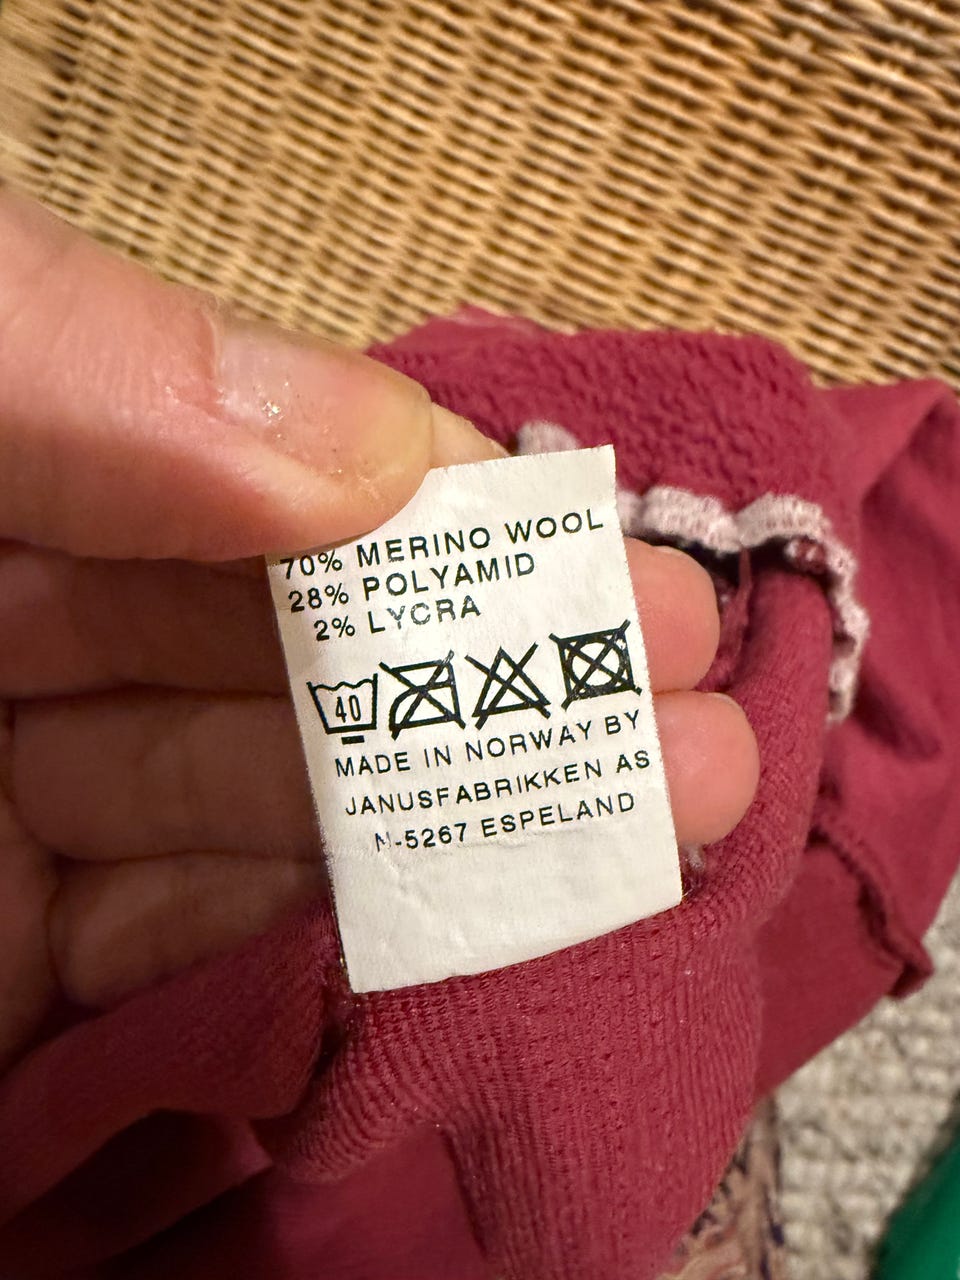 70% MERINO WOOL
28% POLYAMID
2% LYCRA
40
MADE IN NORWAY BY
JANUSFABRIKKEN AS
N-5267 ESPELAND